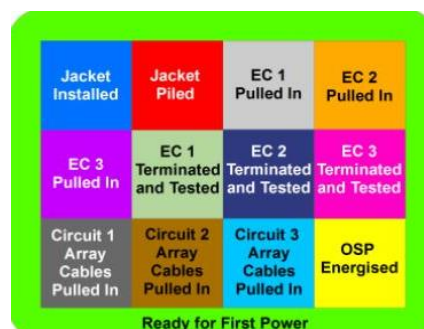 Jacket Installed
Jacket Piled
EC 1 Pulled In
EC 2 Pulled In
EC 3 Pulled In
EC 1 Terminated and Tested
EC 2 Terminated and Tested
EC 3 Terminated and Tested
Circuit 1 Array Cables Pulled In
Circuit 2 Array Cables Pulled In
Circuit 3 Array Cables Pulled In
OSP Energised
Ready for First Power